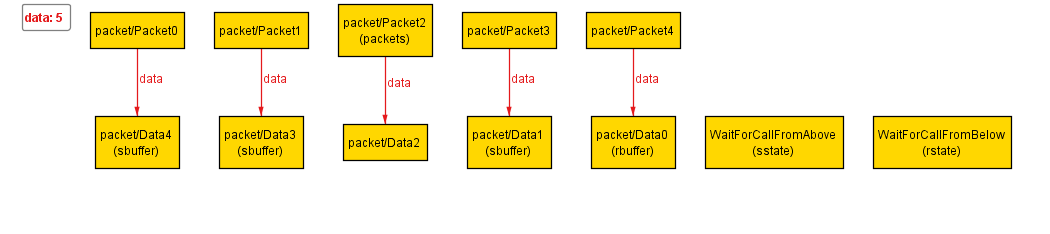 data: 5
packet/Packet0
packet/Packet1
packet/Packet2
(packets)
packet/Packet3
packet/Packet4
data
data
data
data
data
packet/Data4
(sbuffer)
packet/Data3
(sbuffer)
packet/Data2
packet/Data1
(sbuffer)
packet/Data0
(rbuffer)
WaitForCallFromAbove
(sstate)
WaitForCallFromBelow
(rstate)